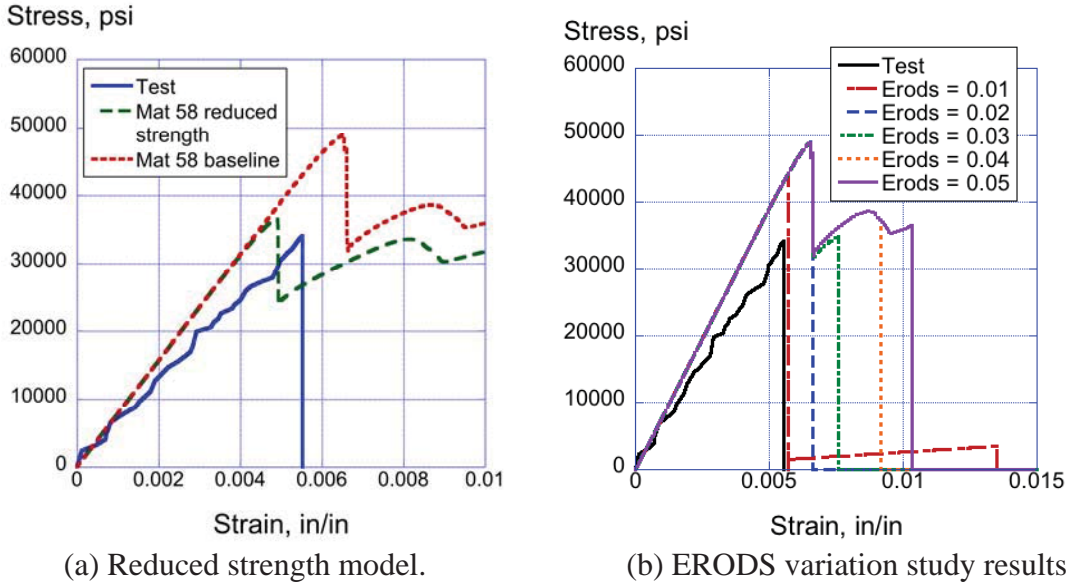 Stress, psi
60000
50000
40000
30000
20000
10000
0
Test
Mat 58 reduced
strength
Mat 58 baseline
0
0.002
0.004
0.006
0.008
0.01
Strain, in/in
(a) Reduced strength model.
Stress, psi
60000
50000
40000
30000
20000
10000
0
Test
Erods = 0.01
Erods = 0.02
Erods = 0.03
Erods = 0.04
Erods = 0.05
0
0.005
0.01
0.015
Strain, in/in
(b) ERODS variation study results